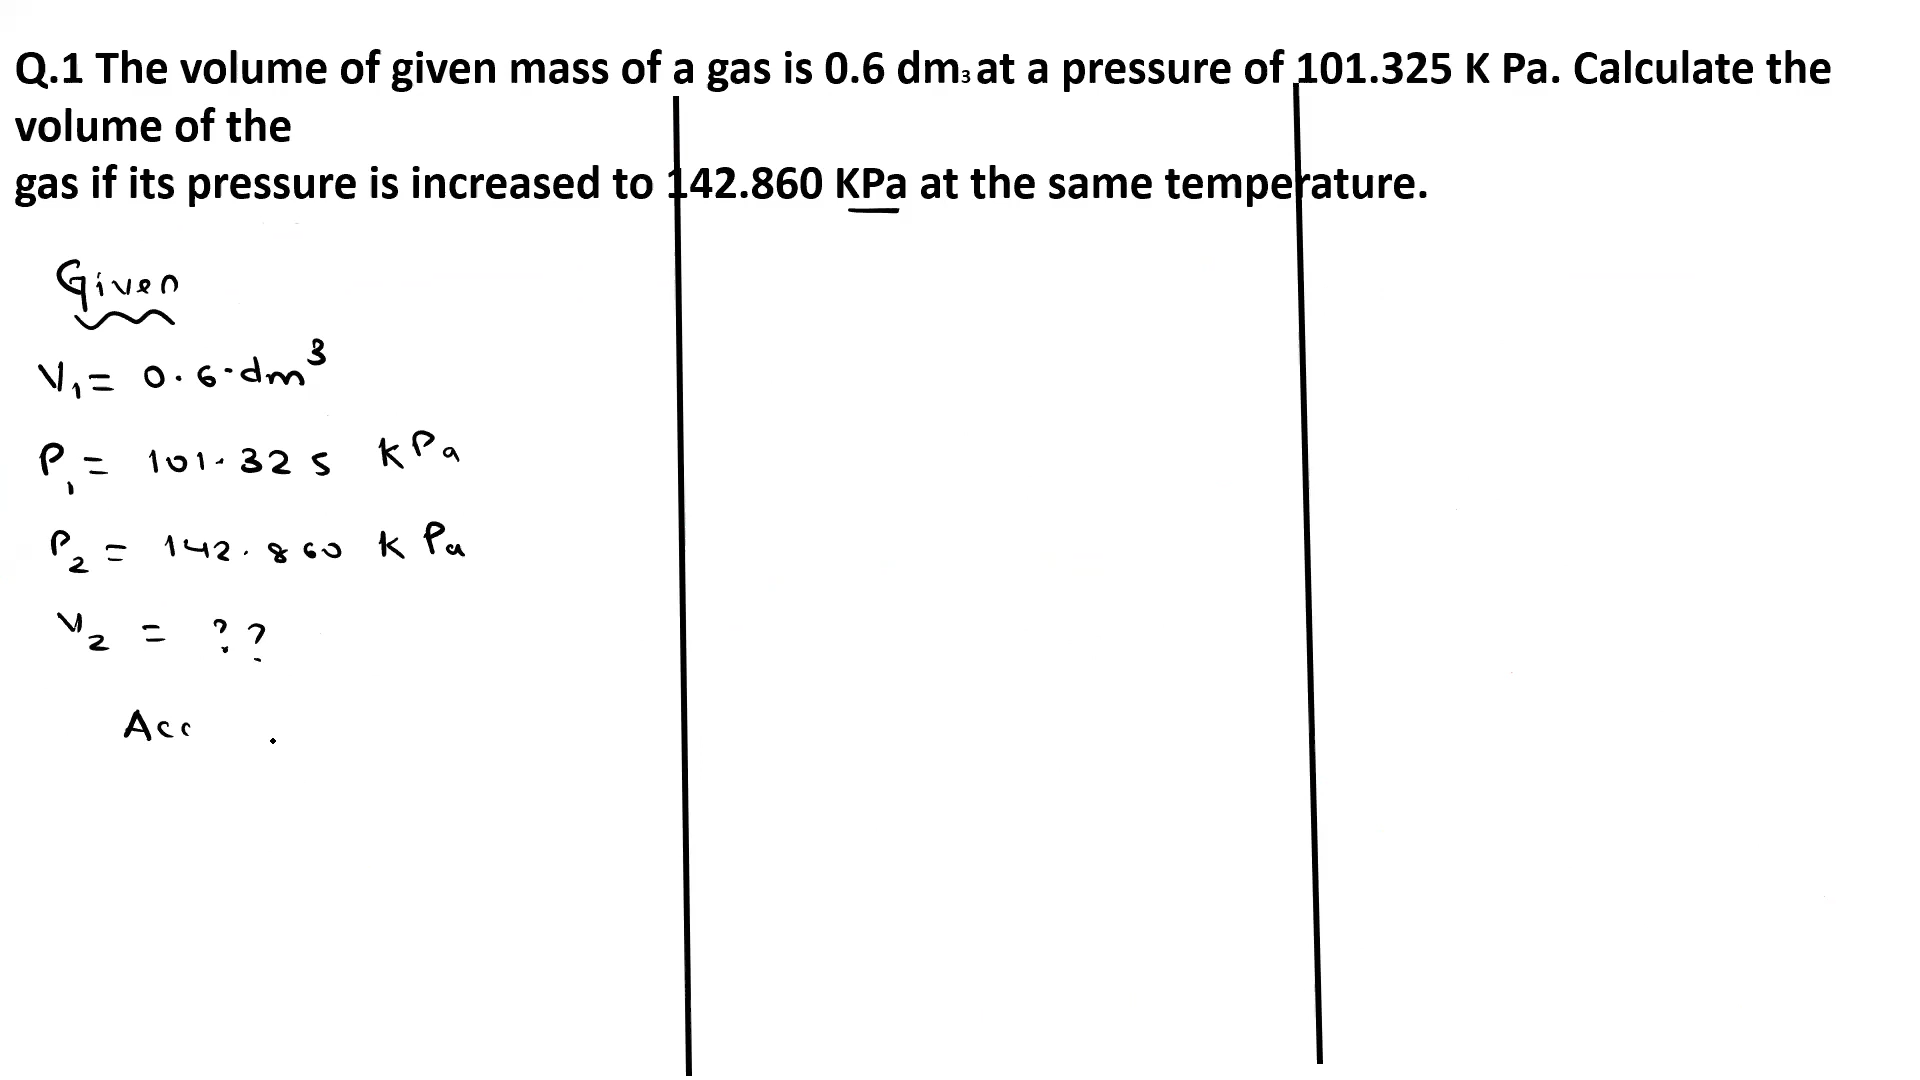 Q.1 The volume of given mass of a gas is 0.6 dm₃ at a pressure of 101.325 K Pa. Calculate the
volume of the
gas if its pressure is increased to 142.860 KPa at the same temperature.
Given
V₁ = 0.6 dm³
P₁ = 101.325 kPa
P₂ = 142.860 kPa
V₂ = ??
Acc